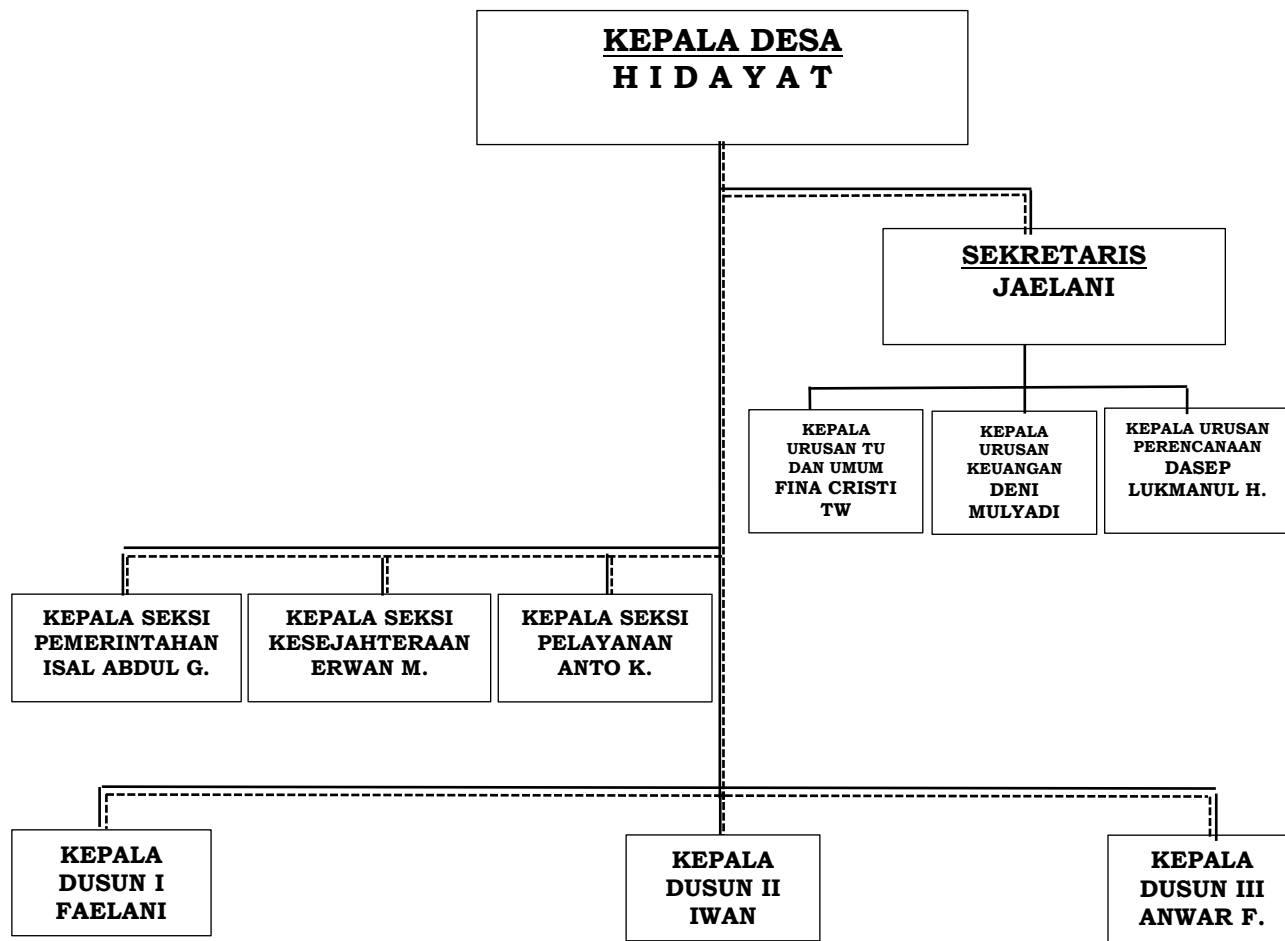 KEPALA DESA
H I D A Y A T
SEKRETARIS
JAELANI
KEPALA
URUSAN TU
DAN UMUM
FINA CRISTI
TW
KEPALA
URUSAN
KEUANGAN
DENI
MULYADI
KEPALA URUSAN
PERENCANAAN
DASEP
LUKMANUL H.
KEPALA SEKSI
PEMERINTAHAN
ISAL ABDUL G.
KEPALA SEKSI
KESEJAHTERAAN
ERWAN M.
KEPALA SEKSI
PELAYANAN
ANTO K.
KEPALA
DUSUN I
FAELANI
KEPALA
DUSUN II
IWAN
KEPALA
DUSUN III
ANWAR F.